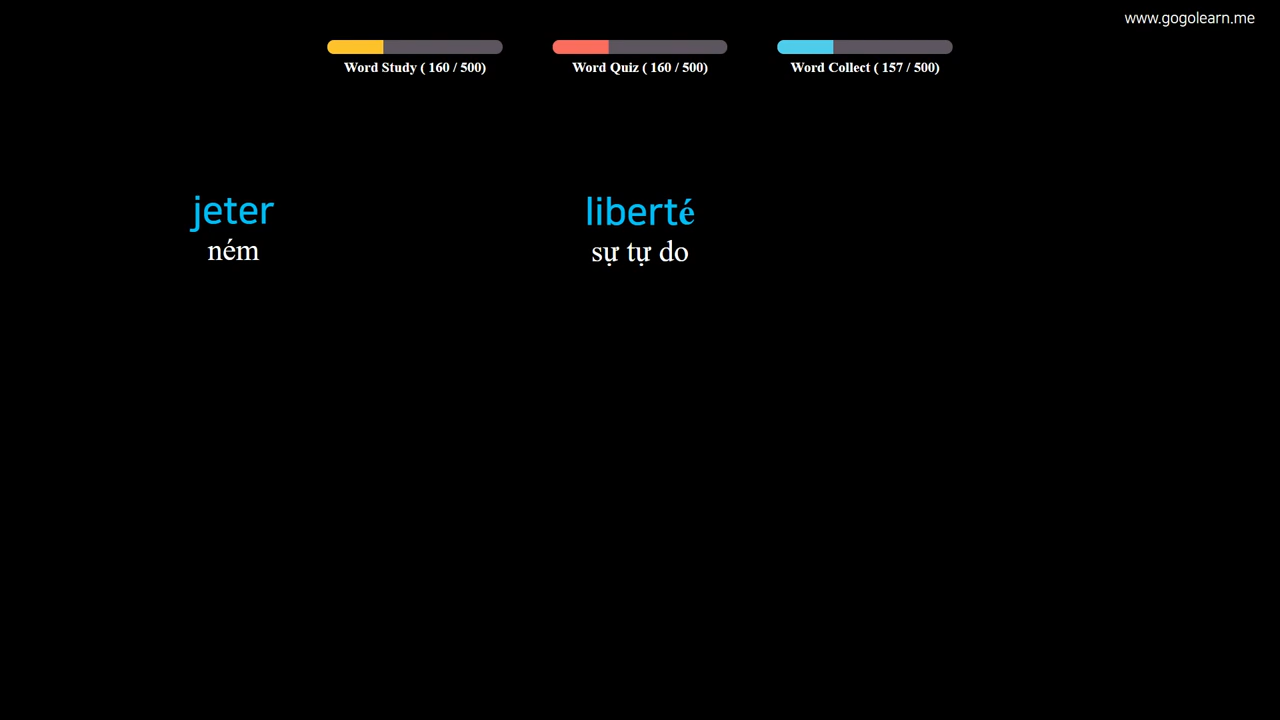 www.gogolearn.me
Word Study ( 160 / 500)
Word Quiz ( 160 / 500)
Word Collect ( 157 / 500)
jeter
ném
liberté
sự tự do